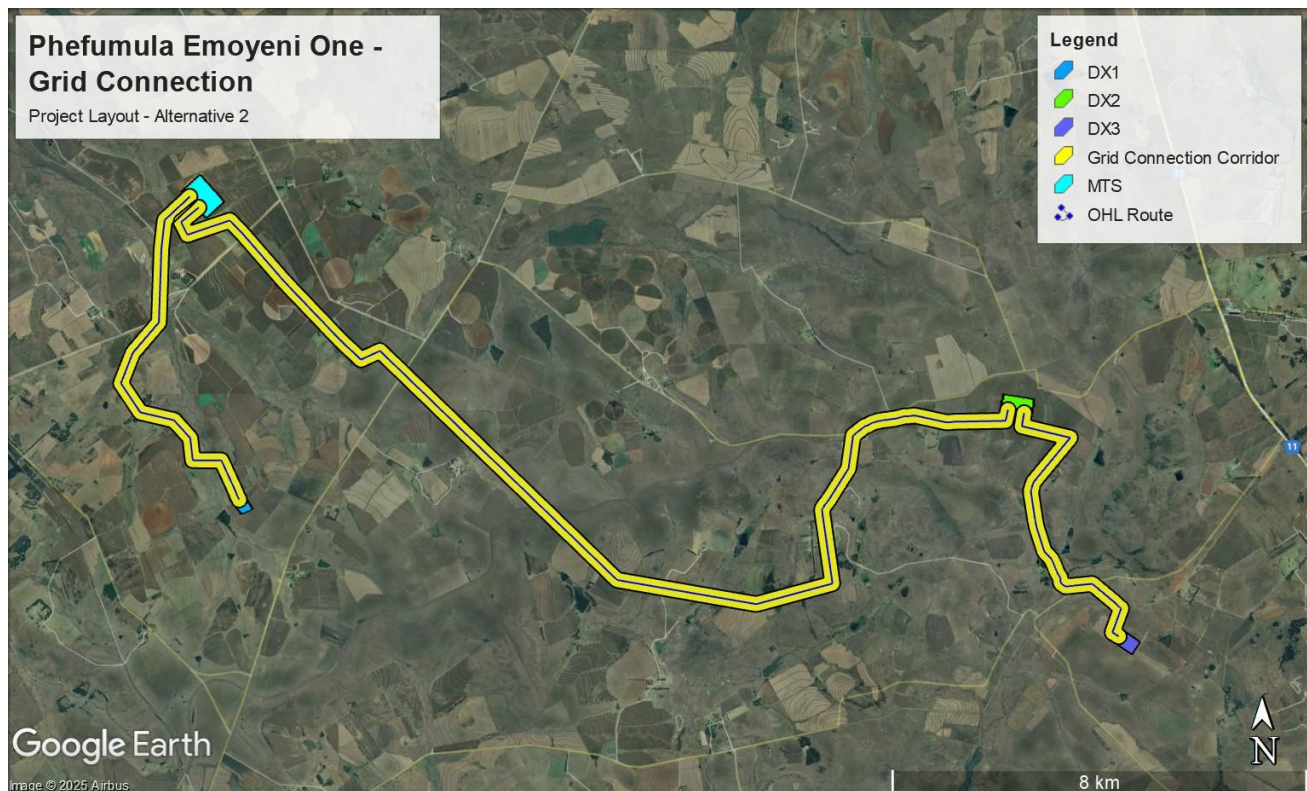 Phefumula Emoyeni One -
Grid Connection
Project Layout - Alternative 2
Legend
DX1
DX2
DX3
Grid Connection Corridor
MTS
OHL Route
11
11
Google Earth
Image © 2025 Airbus
N
8 km